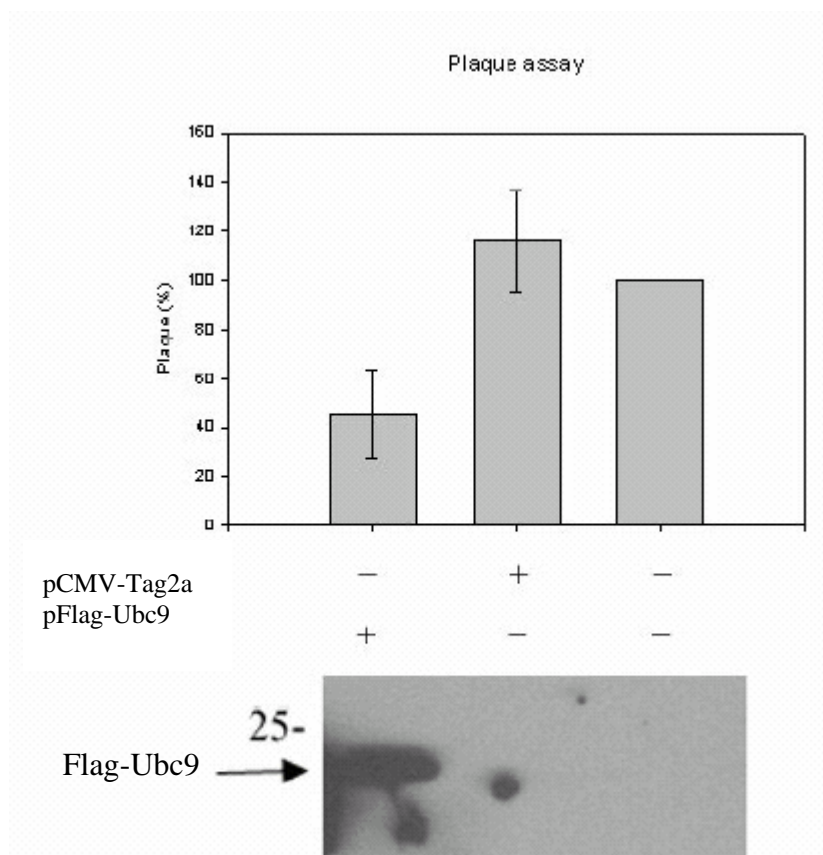 Plaque assay
160
140
120
100
80
60
40
20
0
Plaque (%)
pCMV-Tag2a - + -
pFlag-Ubc9 + - -
25-
Flag-Ubc9